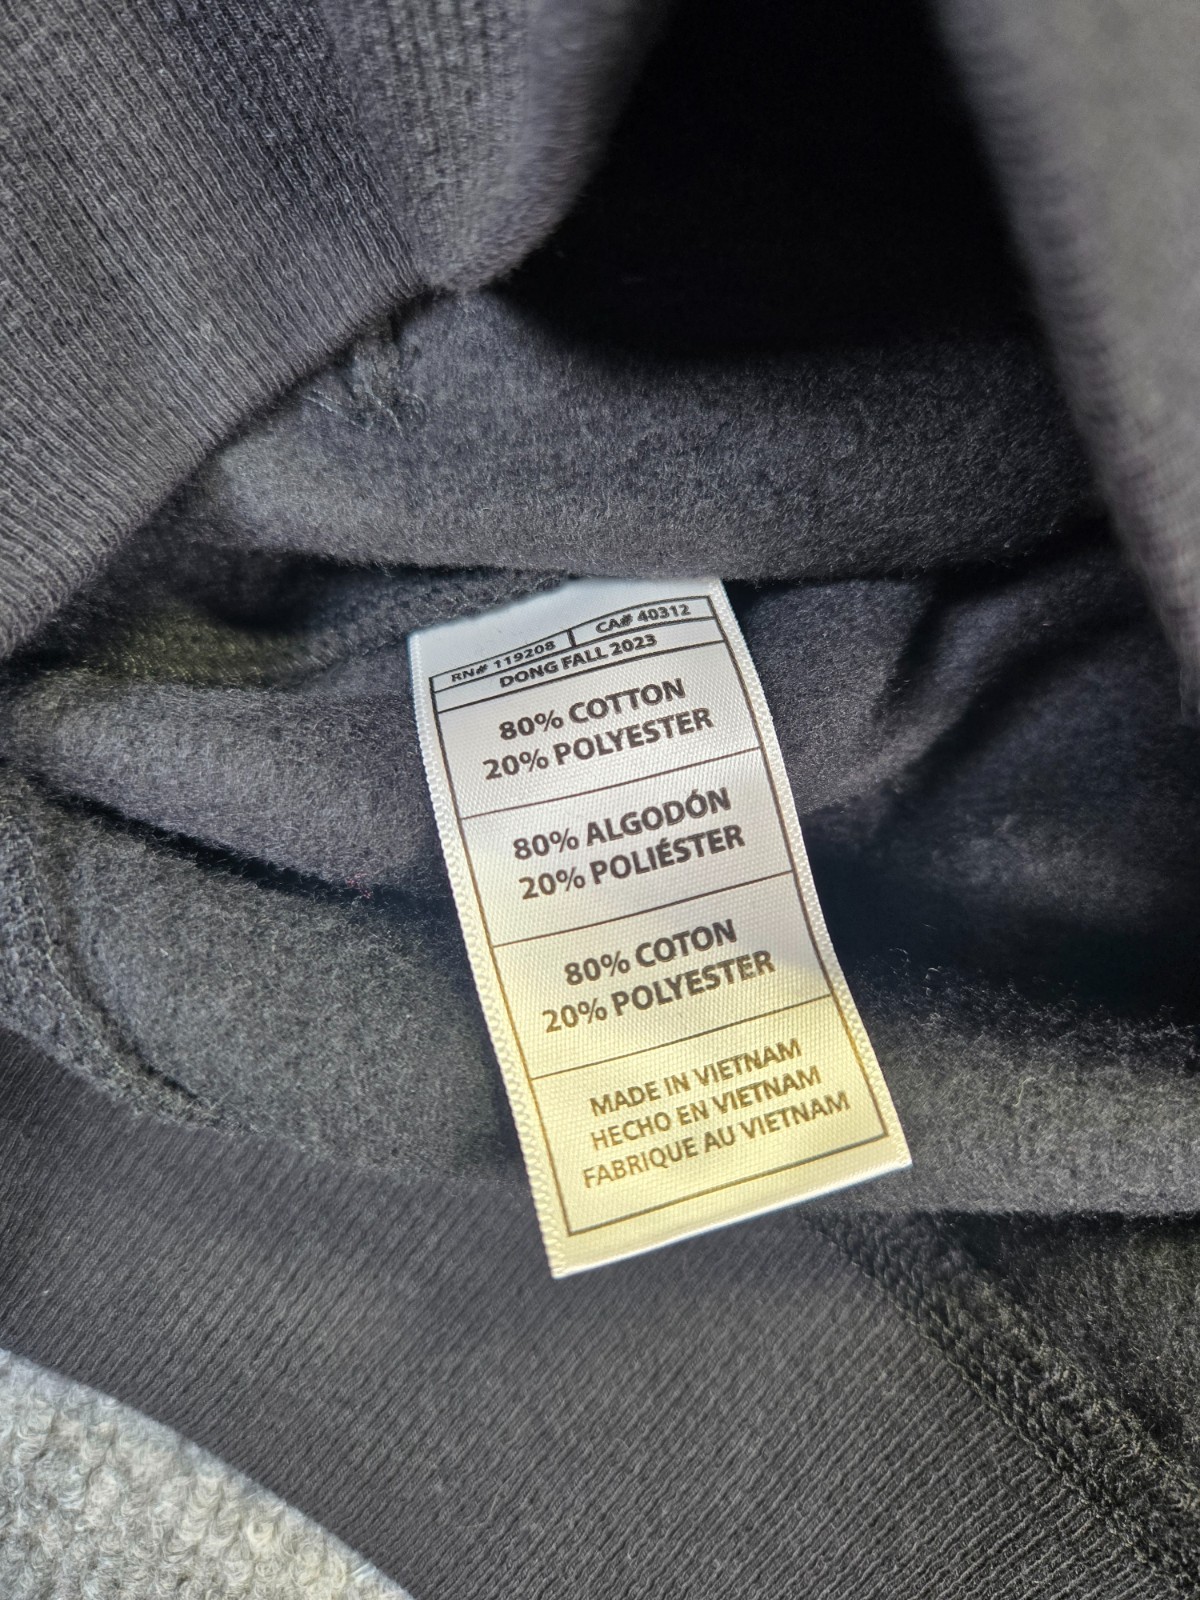 RN# 119208 CA# 40312
DONG FALL 2023
80% COTTON
20% POLYESTER
80% ALGODÓN
20% POLIÉSTER
80% COTON
20% POLYESTER
MADE IN VIETNAM
HECHO EN VIETNAM
FABRIQUE AU VIETNAM